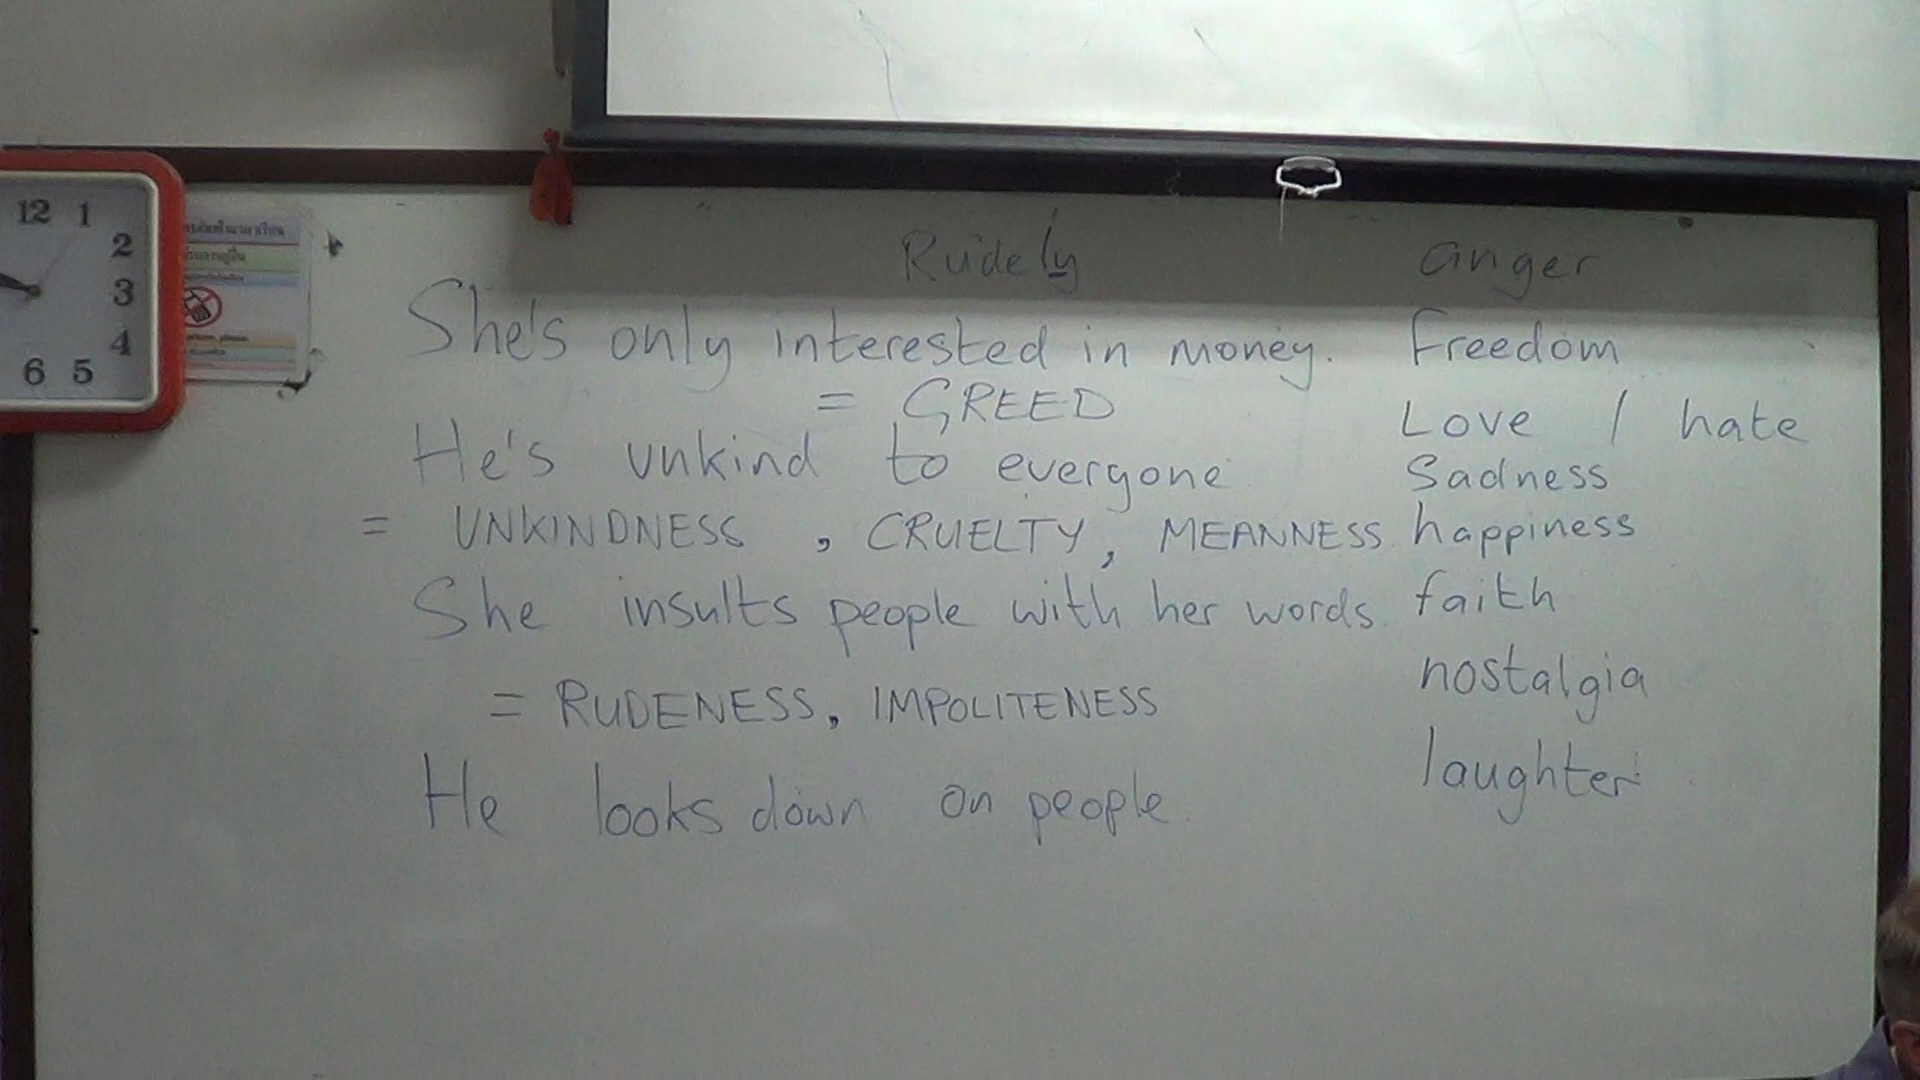 12 1
2
3
4
6 5
Rudely
She's only interested in money.
= GREED
He's unkind to everyone
= UNKINDNESS, CRUELTY, MEANNESS
She insults people with her words.
= RUDENESS, IMPOLITENESS
He looks down on people.
anger
Freedom
Love / hate
Sadness
happiness
faith
nostalgia
laughter